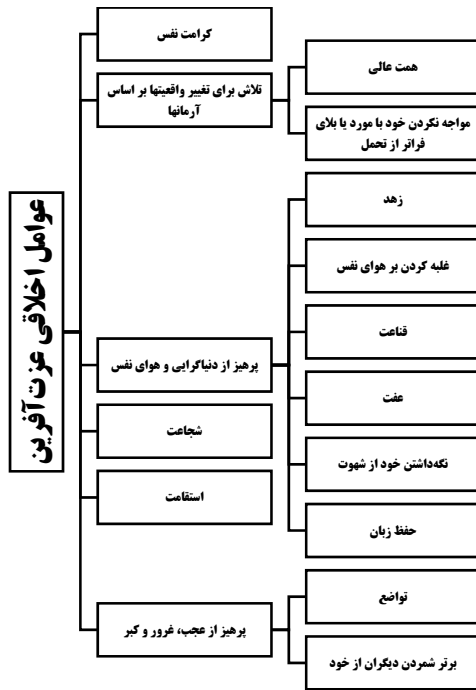 عوامل اخلاقی عزت آفرین
کرامت نفس
تلاش برای تغییر واقعیتها بر اساس
آرمانها
همت عالی
مواجه نکردن خود با مورد یا بلای
فراتر از تحمل
پرهیز از دنیاگرایی و هوای نفس
زهد
غلبه کردن بر هوای نفس
قناعت
عفت
نگه‌داشتن خود از شهوت
حفظ زبان
شجاعت
استقامت
پرهیز از عجب، غرور و کبر
تواضع
برتر شمردن دیگران از خود